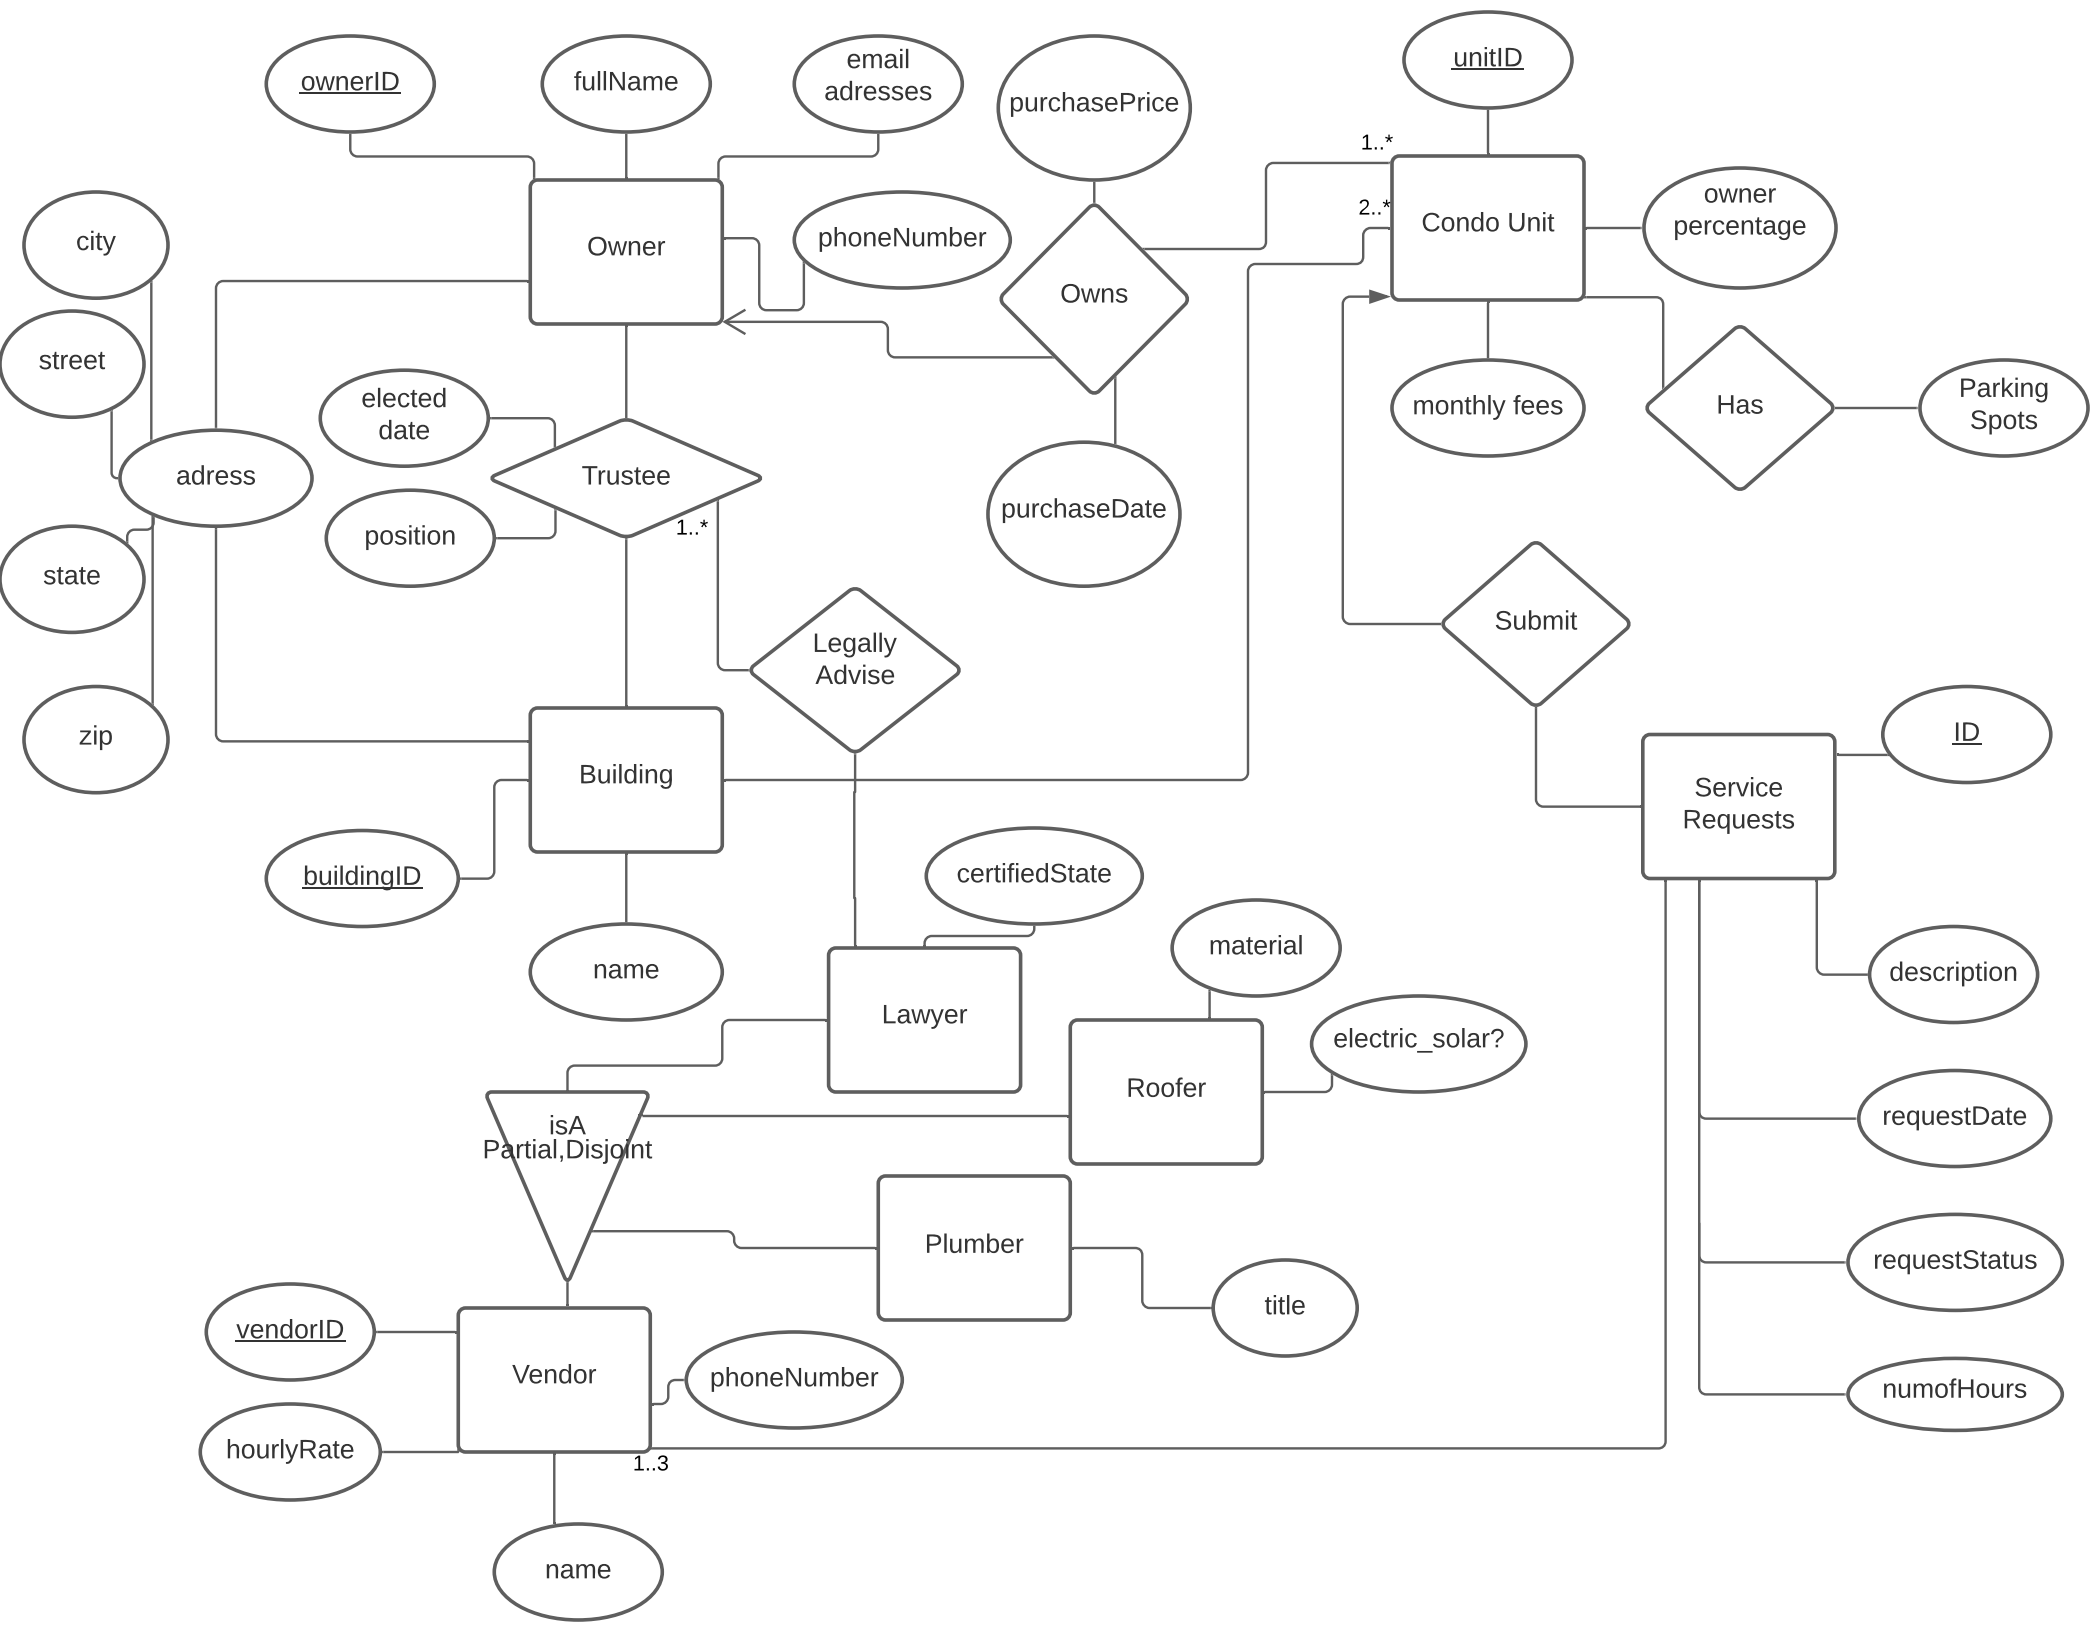 unitID
ownerID
fullName
email
adresses
purchasePrice
1..*
owner
percentage
2..*
Condo Unit
city
Owner
phoneNumber
Owns
street
elected
date
monthly fees
Has
Parking
Spots
adress
Trustee
purchaseDate
1..*
position
state
Legally
Advise
Submit
zip
Building
ID
Service
Requests
buildingID
certifiedState
name
material
description
Lawyer
electric_solar?
Roofer
isA
Partial,Disjoint
requestDate
Plumber
requestStatus
title
vendorID
Vendor
phoneNumber
numofHours
hourlyRate
1..3
name